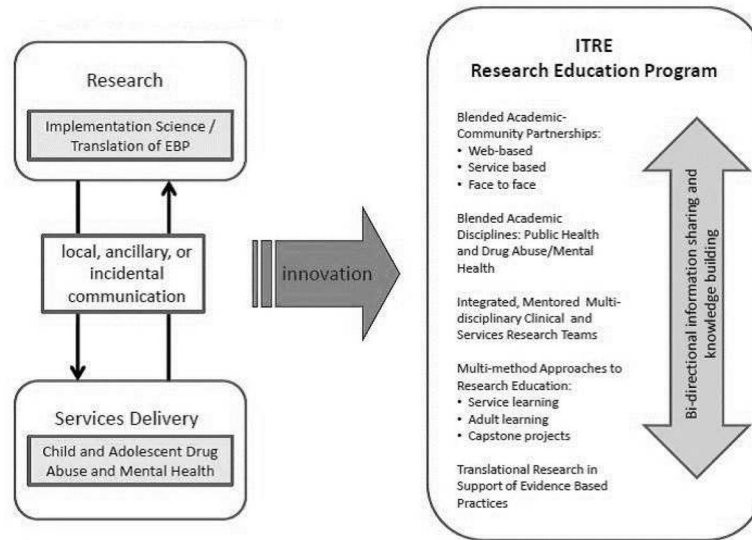 Research
Implementation Science /
Translation of EBP
local, ancillary, or
incidental
communication
Services Delivery
Child and Adolescent Drug
Abuse and Mental Health
innovation
ITRE
Research Education Program
Blended Academic-
Community Partnerships:
• Web-based
• Service based
• Face to face
Blended Academic
Disciplines: Public Health
and Drug Abuse/Mental
Health
Integrated, Mentored Multi-
disciplinary Clinical and
Services Research Teams
Multi-method Approaches to
Research Education:
• Service learning
• Adult learning
• Capstone projects
Translational Research in
Support of Evidence Based
Practices
Bi-directional information sharing and
knowledge building